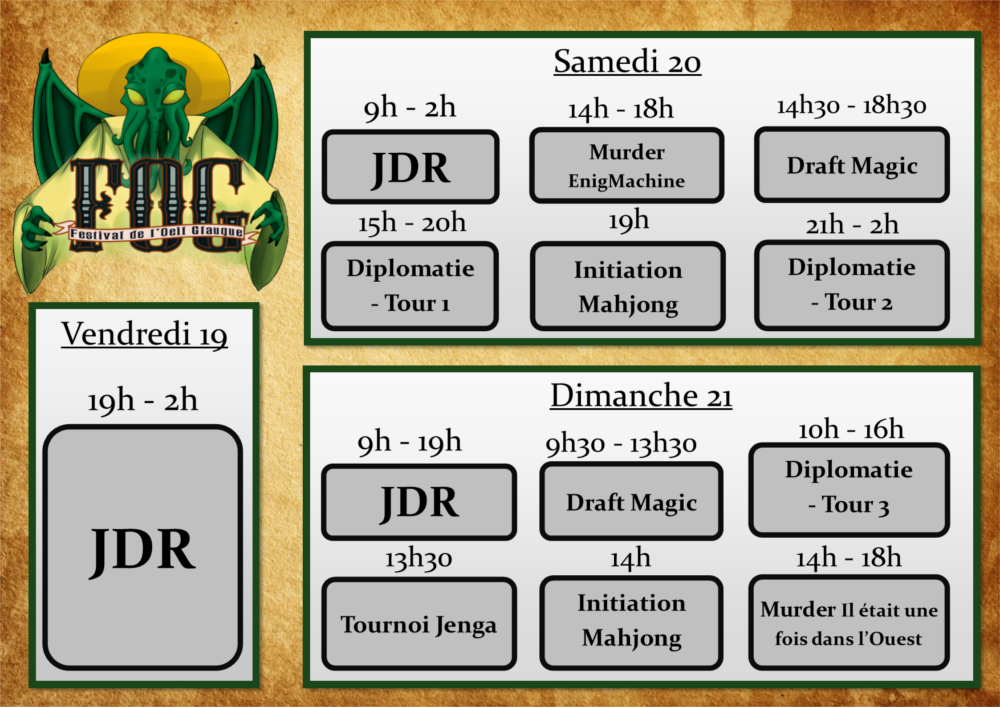 FOG
Festival de l'Oeil Glauque
Vendredi 19
19h - 2h
JDR
Samedi 20
9h - 2h
JDR
14h - 18h
Murder
EnigMachine
14h30 - 18h30
Draft Magic
15h - 20h
Diplomatie
- Tour 1
19h
Initiation
Mahjong
21h - 2h
Diplomatie
- Tour 2
Dimanche 21
9h - 19h
JDR
9h30 - 13h30
Draft Magic
10h - 16h
Diplomatie
- Tour 3
13h30
Tournoi Jenga
14h
Initiation
Mahjong
14h - 18h
Murder Il était une
fois dans l'Ouest